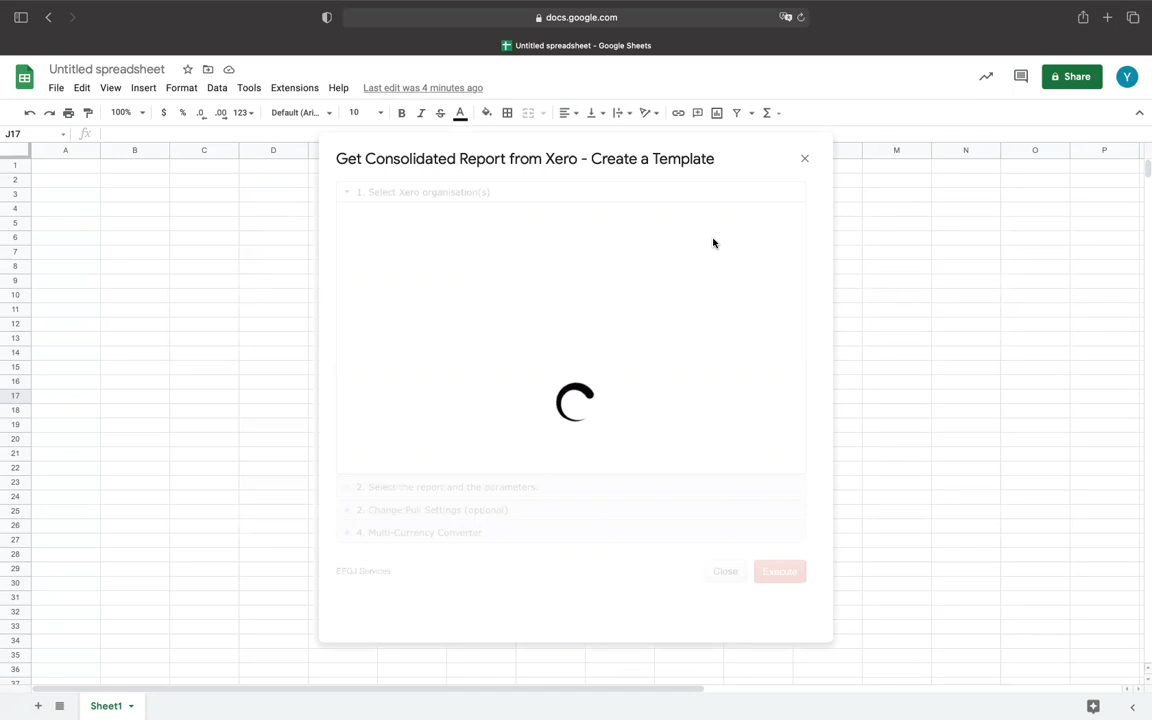 docs.google.com
Untitled spreadsheet - Google Sheets
Untitled spreadsheet
File Edit View Insert Format Data Tools Extensions Help Last edit was 4 minutes ago
Share
Y
100% $ % .0 .00 123 Default (Ari... 10 B I S A
J17 fx
A B C D M N O P
1
2
3
4
5
6
7
8
9
10
11
12
13
14
15
16
17
18
19
20
21
22
23
24
25
26
27
28
29
30
31
32
33
34
35
36
37
Get Consolidated Report from Xero - Create a Template
1. Select Xero organisation(s)
2. Select the report and the parameters.
2. Change Pull Settings (optional)
4. Multi-Currency Converter
Services
Close Execute
Sheet1